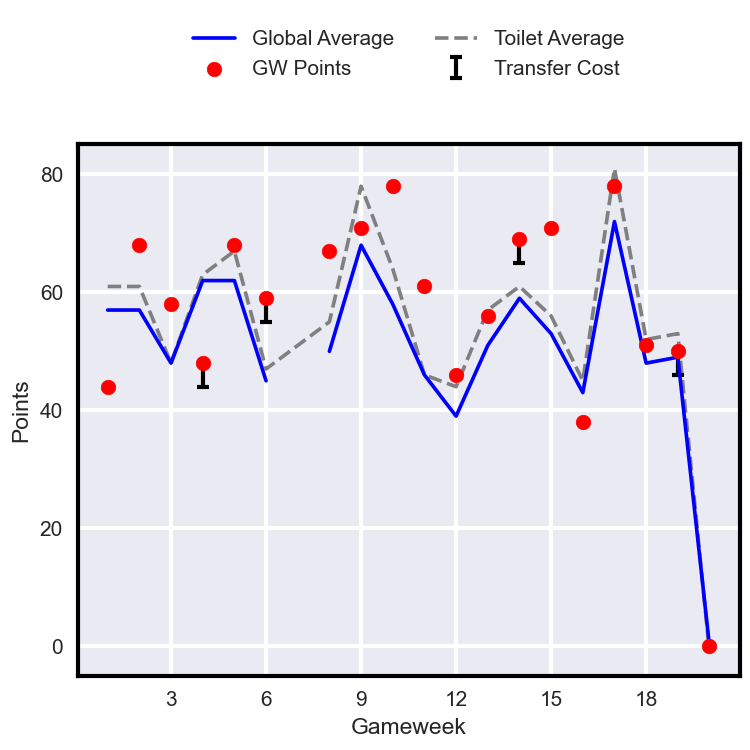 Global Average
Toilet Average
GW Points
Transfer Cost
80
60
40
20
0
Points
3 6 9 12 15 18
Gameweek